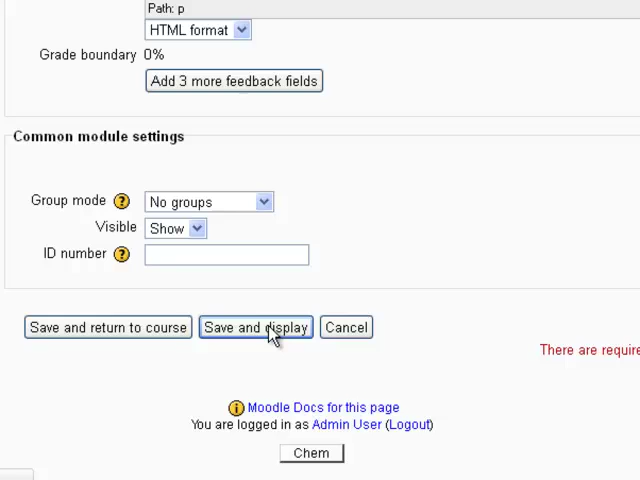 Path: p
HTML format
Grade boundary 0%
Add 3 more feedback fields
Common module settings
Group mode ? No groups
Visible Show
ID number ?
Save and return to course Save and display Cancel
There are require
i Moodle Docs for this page
You are logged in as Admin User (Logout)
Chem